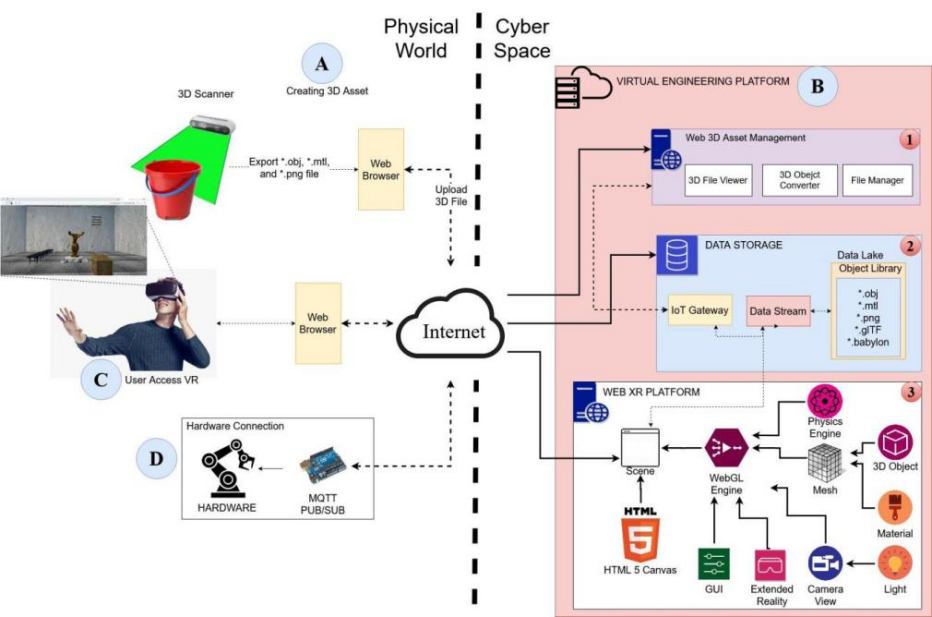 Physical
World
Cyber
Space
A
Creating 3D Asset
3D Scanner
Export *.obj, *.mtl,
and *.png file
Web
Browser
Upload
3D File
Web
Browser
Internet
C
User Access VR
D
Hardware Connection
HARDWARE
MQTT
PUB/SUB
VIRTUAL ENGINEERING PLATFORM
B
Web 3D Asset Management
1
3D File Viewer
3D Obejct
Converter
File Manager
DATA STORAGE
2
Data Lake
Object Library
*.obj
*.mtl
*.png
*.glTF
*.babylon
IoT Gateway
Data Stream
WEB XR PLATFORM
3
Scene
WebGL
Engine
Physics
Engine
Mesh
3D Object
Material
HTML
5
HTML 5 Canvas
GUI
Extended
Reality
Camera
View
Light